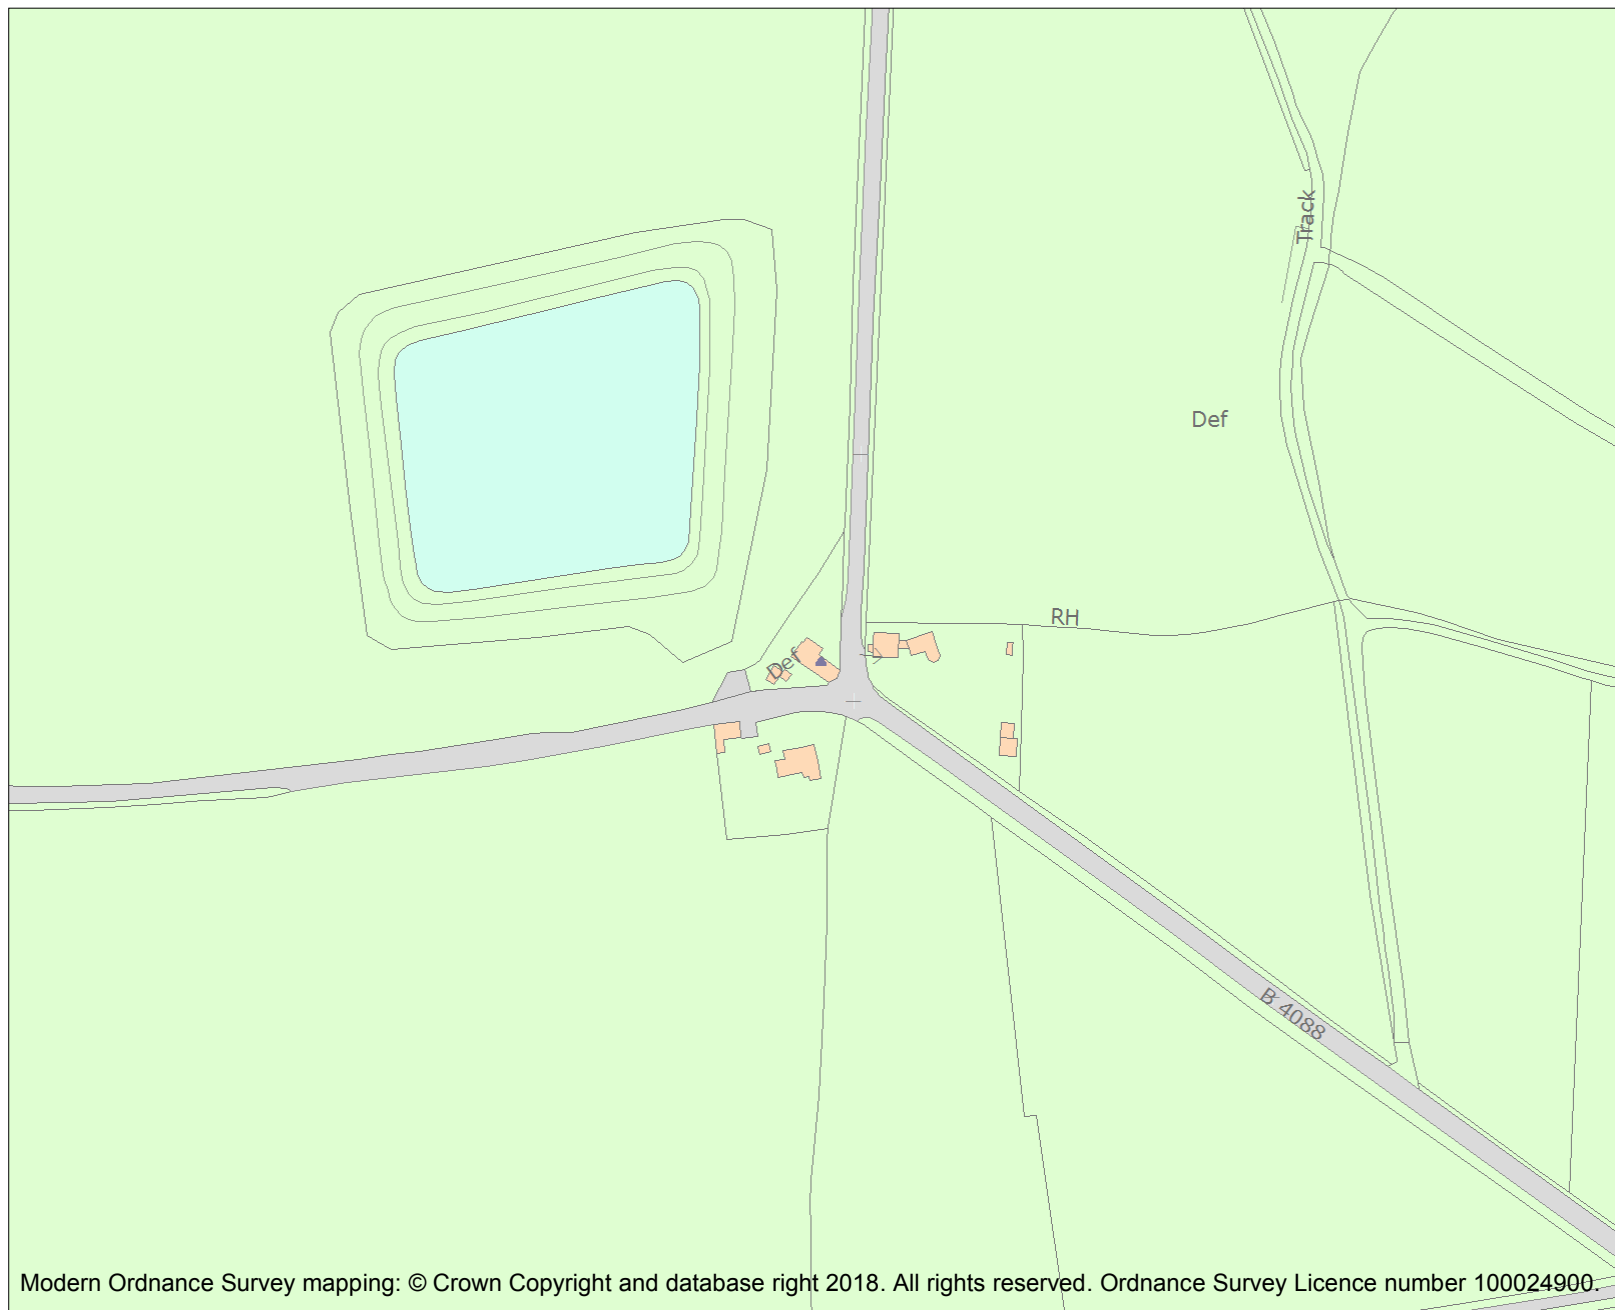 Track
Def
RH
Def
B 4088
Modern Ordnance Survey mapping: © Crown Copyright and database right 2018. All rights reserved. Ordnance Survey Licence number 100024900.